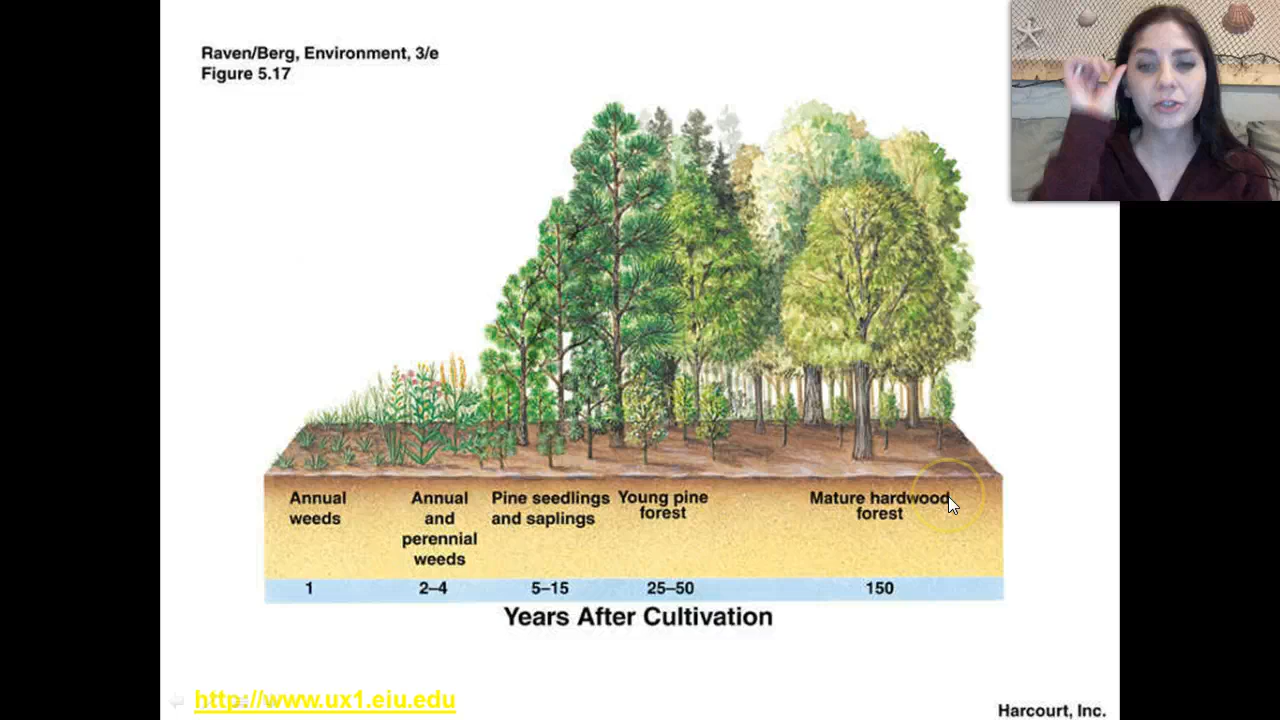 Raven/Berg, Environment, 3/e
Figure 5.17
Annual
weeds
Annual
and
perennial
weeds
Pine seedlings
and saplings
Young pine
forest
Mature hardwood
forest
1
2–4
5–15
25–50
150
Years After Cultivation
http://www.ux1.eiu.edu
Harcourt, Inc.